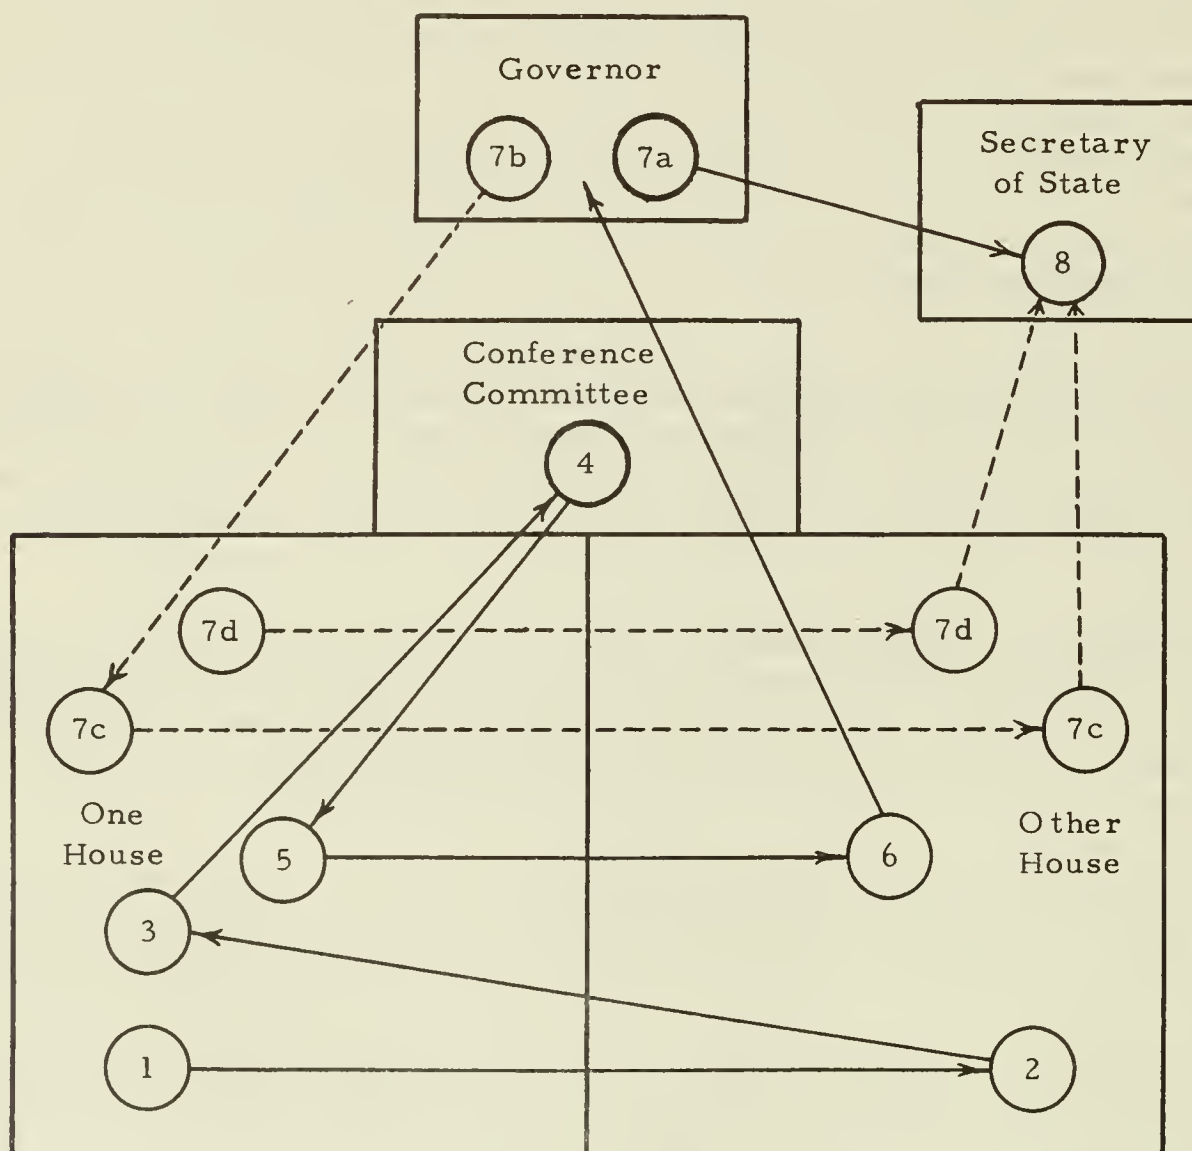 Governor
7b
7a
Secretary
of State
8
Conference
Committee
4
7d
7d
7c
7c
One
House
Other
House
5
6
3
1
2